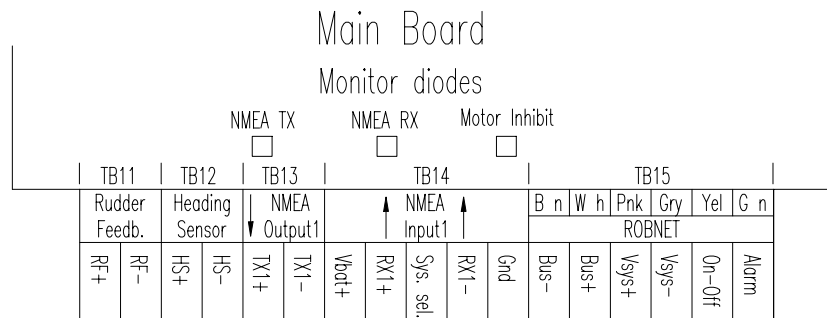 Main Board
Monitor diodes
NMEA TX NMEA RX Motor Inhibit
TB11 TB12 TB13 TB14 TB15
Rudder Heading NMEA NMEA B n W h Pnk Gry Yel G n
Feedb. Sensor Output1 Input1 ROBNET
RF+ RF- HS+ HS- TX1+ TX1- Vbat+ RX1+ Sys. sel. RX1- Gnd Bus- Bus+ Vsys+ Vsys- On-Off Alarm